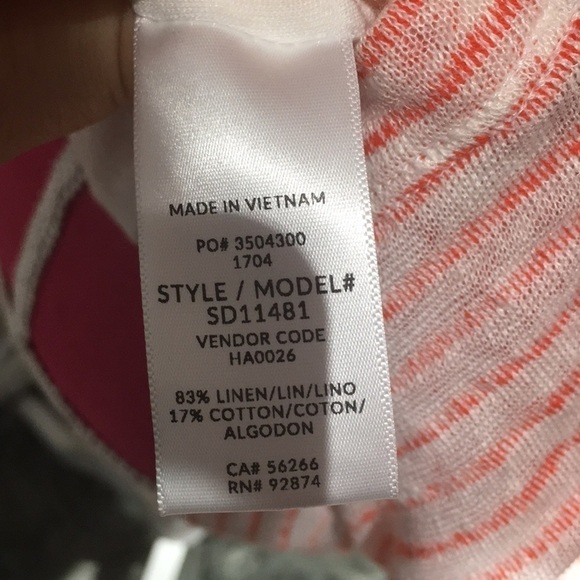 MADE IN VIETNAM
PO# 3504300
1704
STYLE / MODEL#
SD11481
VENDOR CODE
HA0026
83% LINEN/LIN/LINO
17% COTTON/COTON/
ALGODON
CA# 56266
RN# 92874